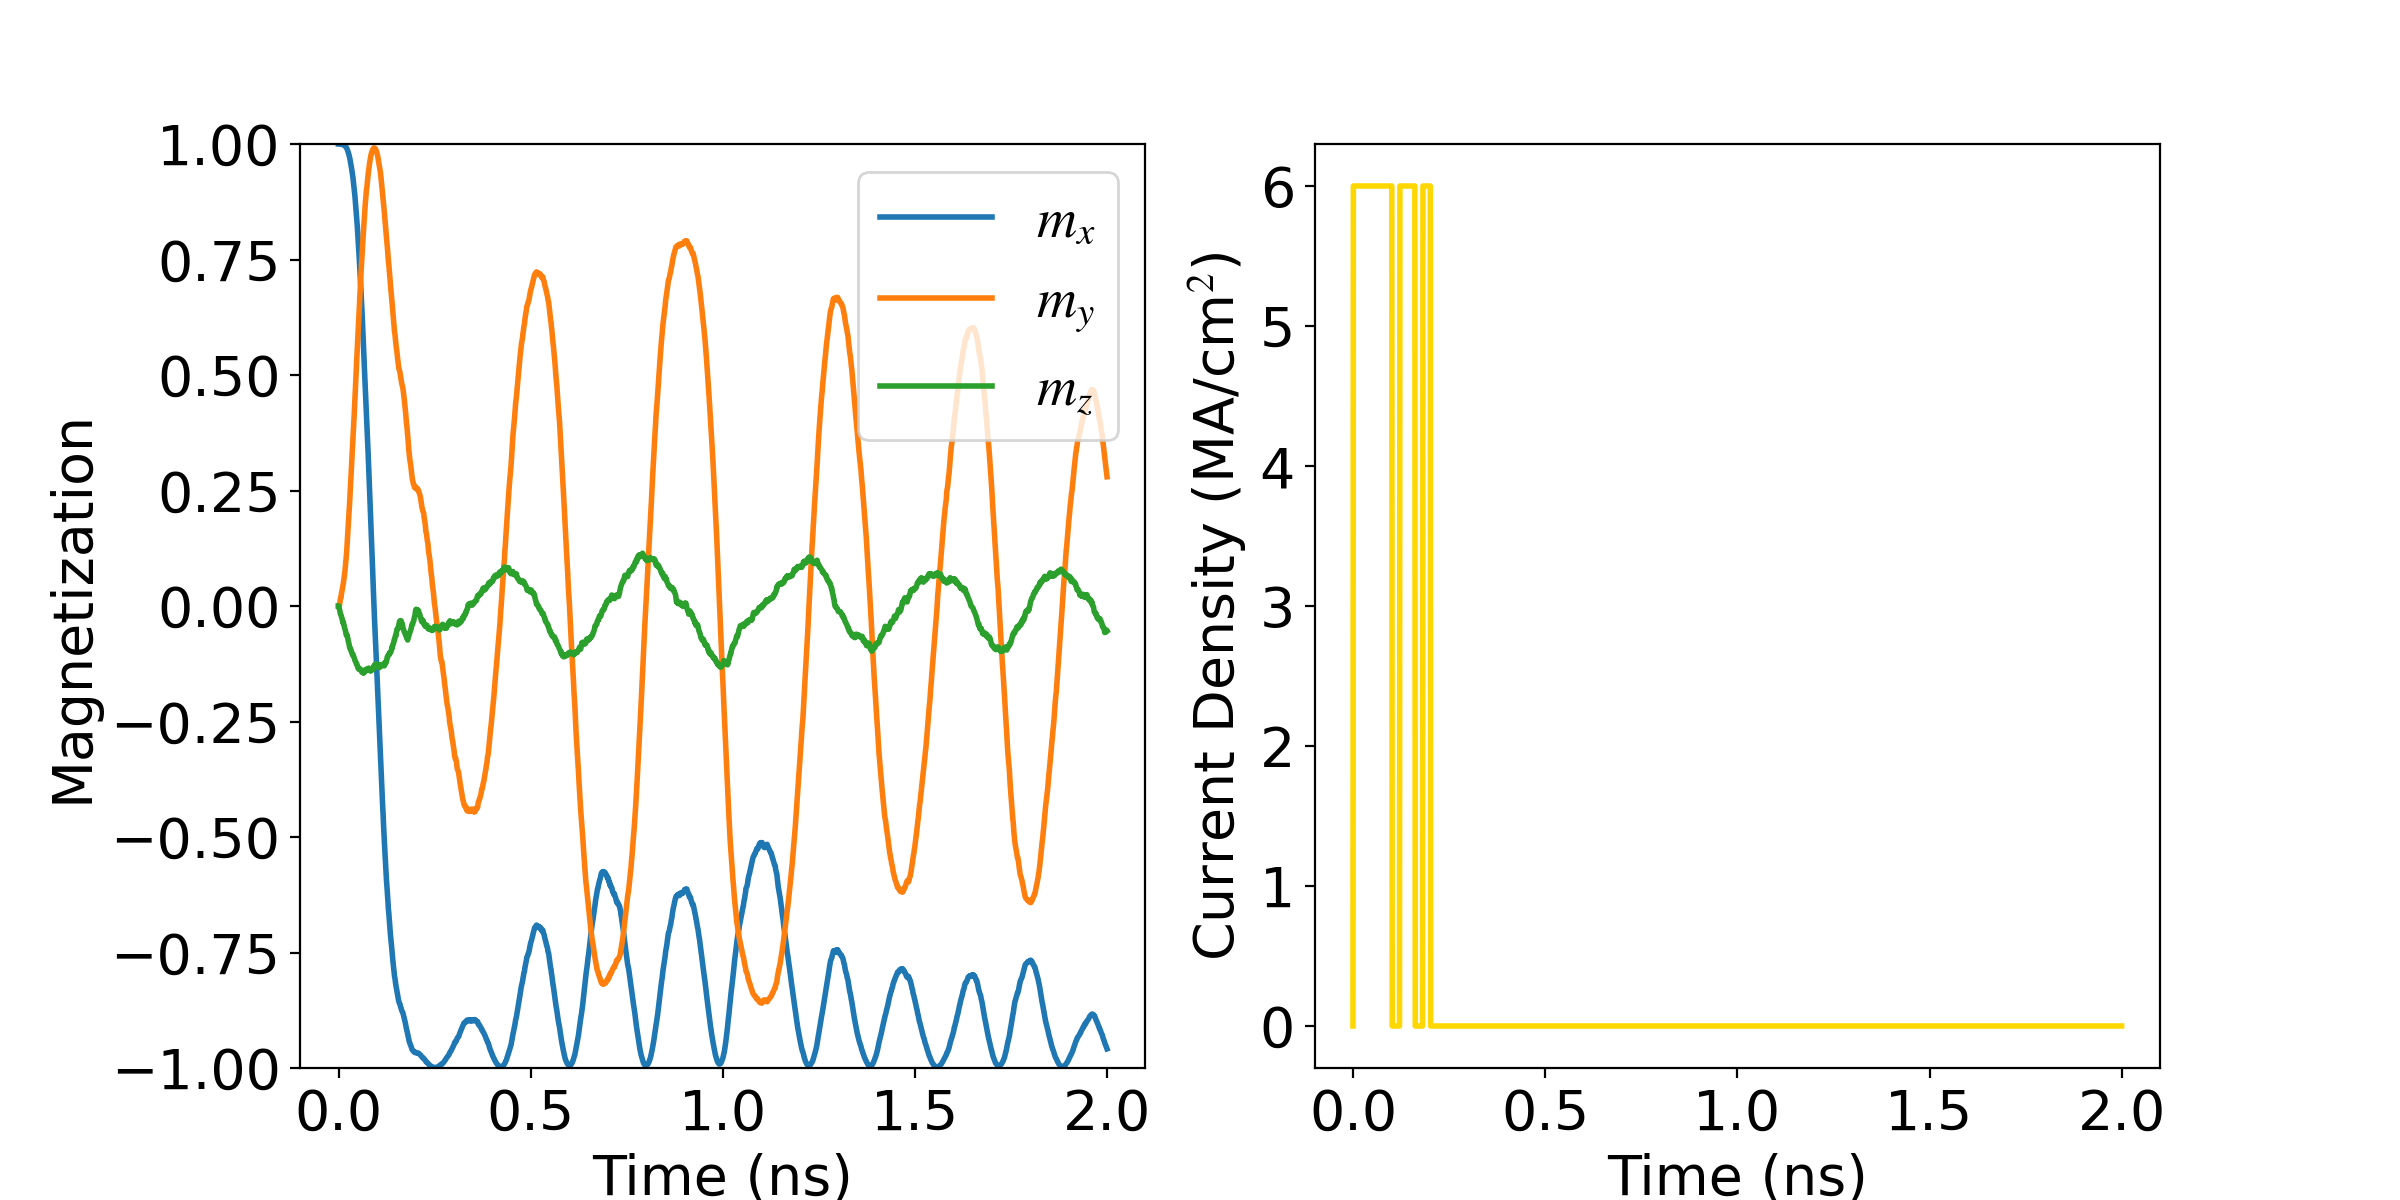 1.00
0.75
0.50
0.25
0.00
−0.25
−0.50
−0.75
−1.00
Magnetization
0.0 0.5 1.0 1.5 2.0
Time (ns)
mₓ
m_y
m_z
6
5
4
3
2
1
0
Current Density (MA/cm²)
0.0 0.5 1.0 1.5 2.0
Time (ns)